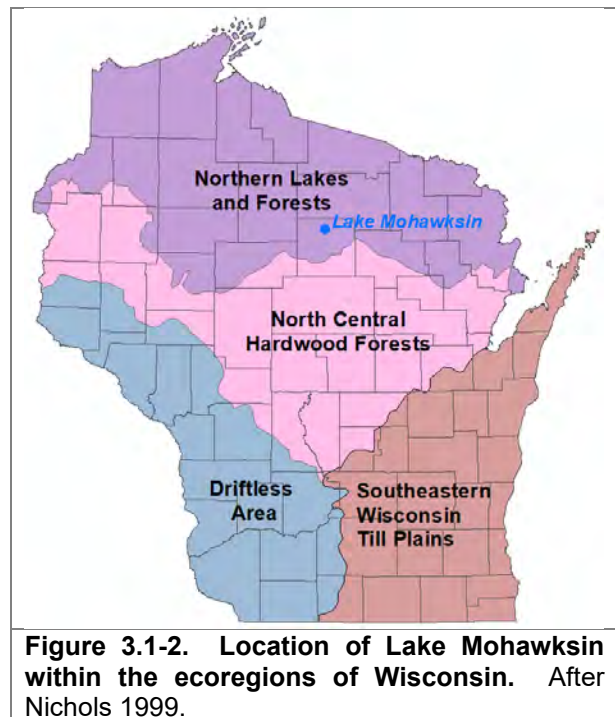 Northern Lakes
and Forests
Lake Mohawksin
North Central
Hardwood Forests
Driftless
Area
Southeastern
Wisconsin
Till Plains
Figure 3.1-2. Location of Lake Mohawksin
within the ecoregions of Wisconsin. After
Nichols 1999.